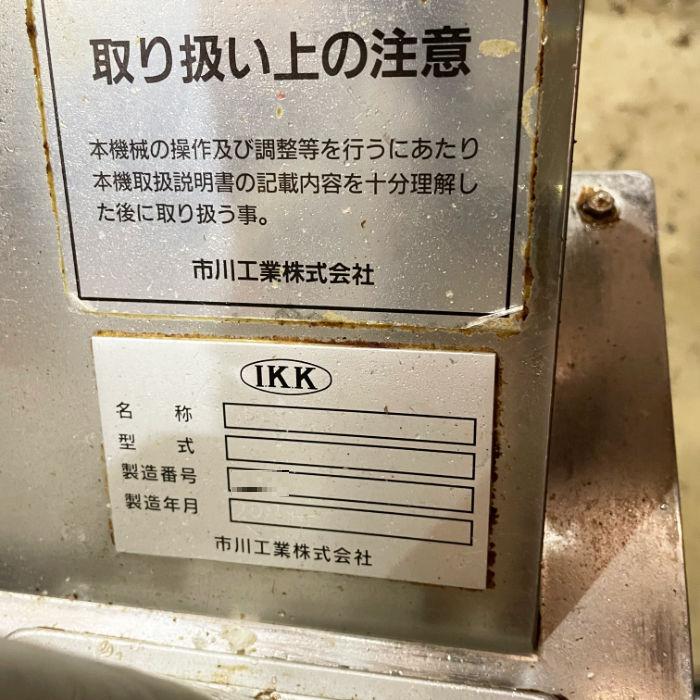 取り扱い上の注意
本機械の操作及び調整等を行うにあたり
本機取扱説明書の記載内容を十分理解し
た後に取り扱う事。
市川工業株式会社
IKK
名 称
型 式
製造番号
製造年月
市川工業株式会社